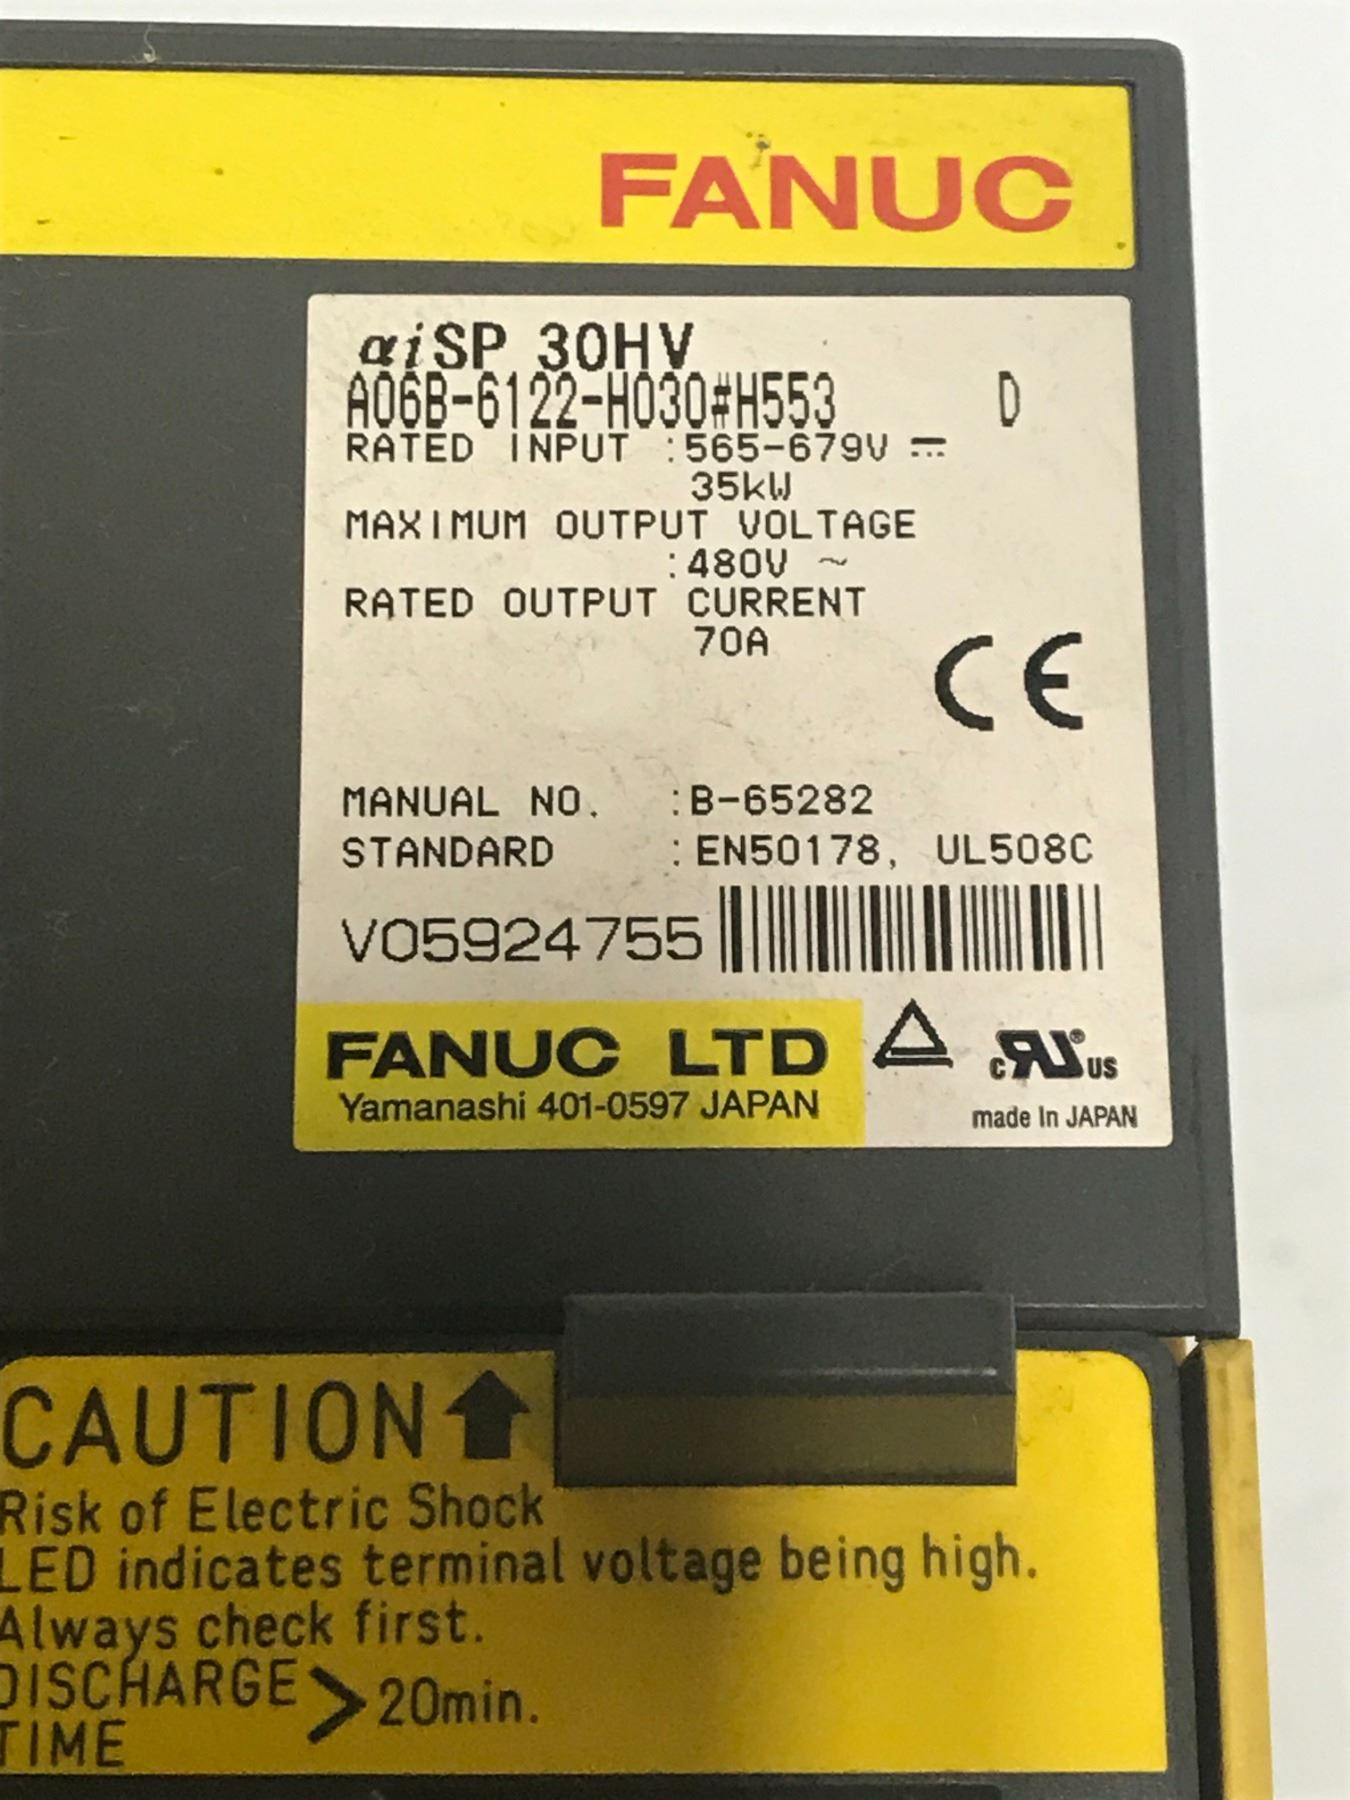 FANUC
αiSP 30HV
A06B-6122-H030#H553 D
RATED INPUT :565-679V ⎓
35kW
MAXIMUM OUTPUT VOLTAGE
:480V ~
RATED OUTPUT CURRENT
70A
CE
MANUAL NO. :B-65282
STANDARD :EN50178, UL508C
V05924755
FANUC LTD
Yamanashi 401-0597 JAPAN
c RU ® US
made In JAPAN
CAUTION
Risk of Electric Shock
LED indicates terminal voltage being high.
Always check first.
DISCHARGE
TIME > 20min.